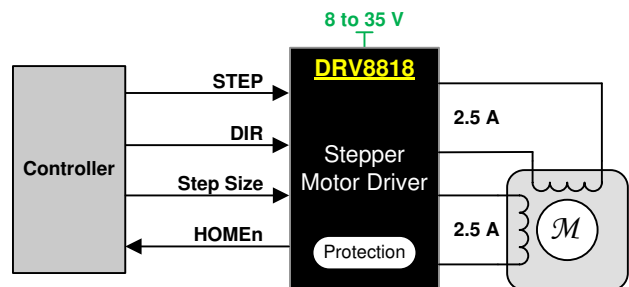 8 to 35 V
DRV8818
STEP
2.5 A
DIR
Controller
Stepper
Motor Driver
Step Size
HOMEn
2.5 A
M
Protection